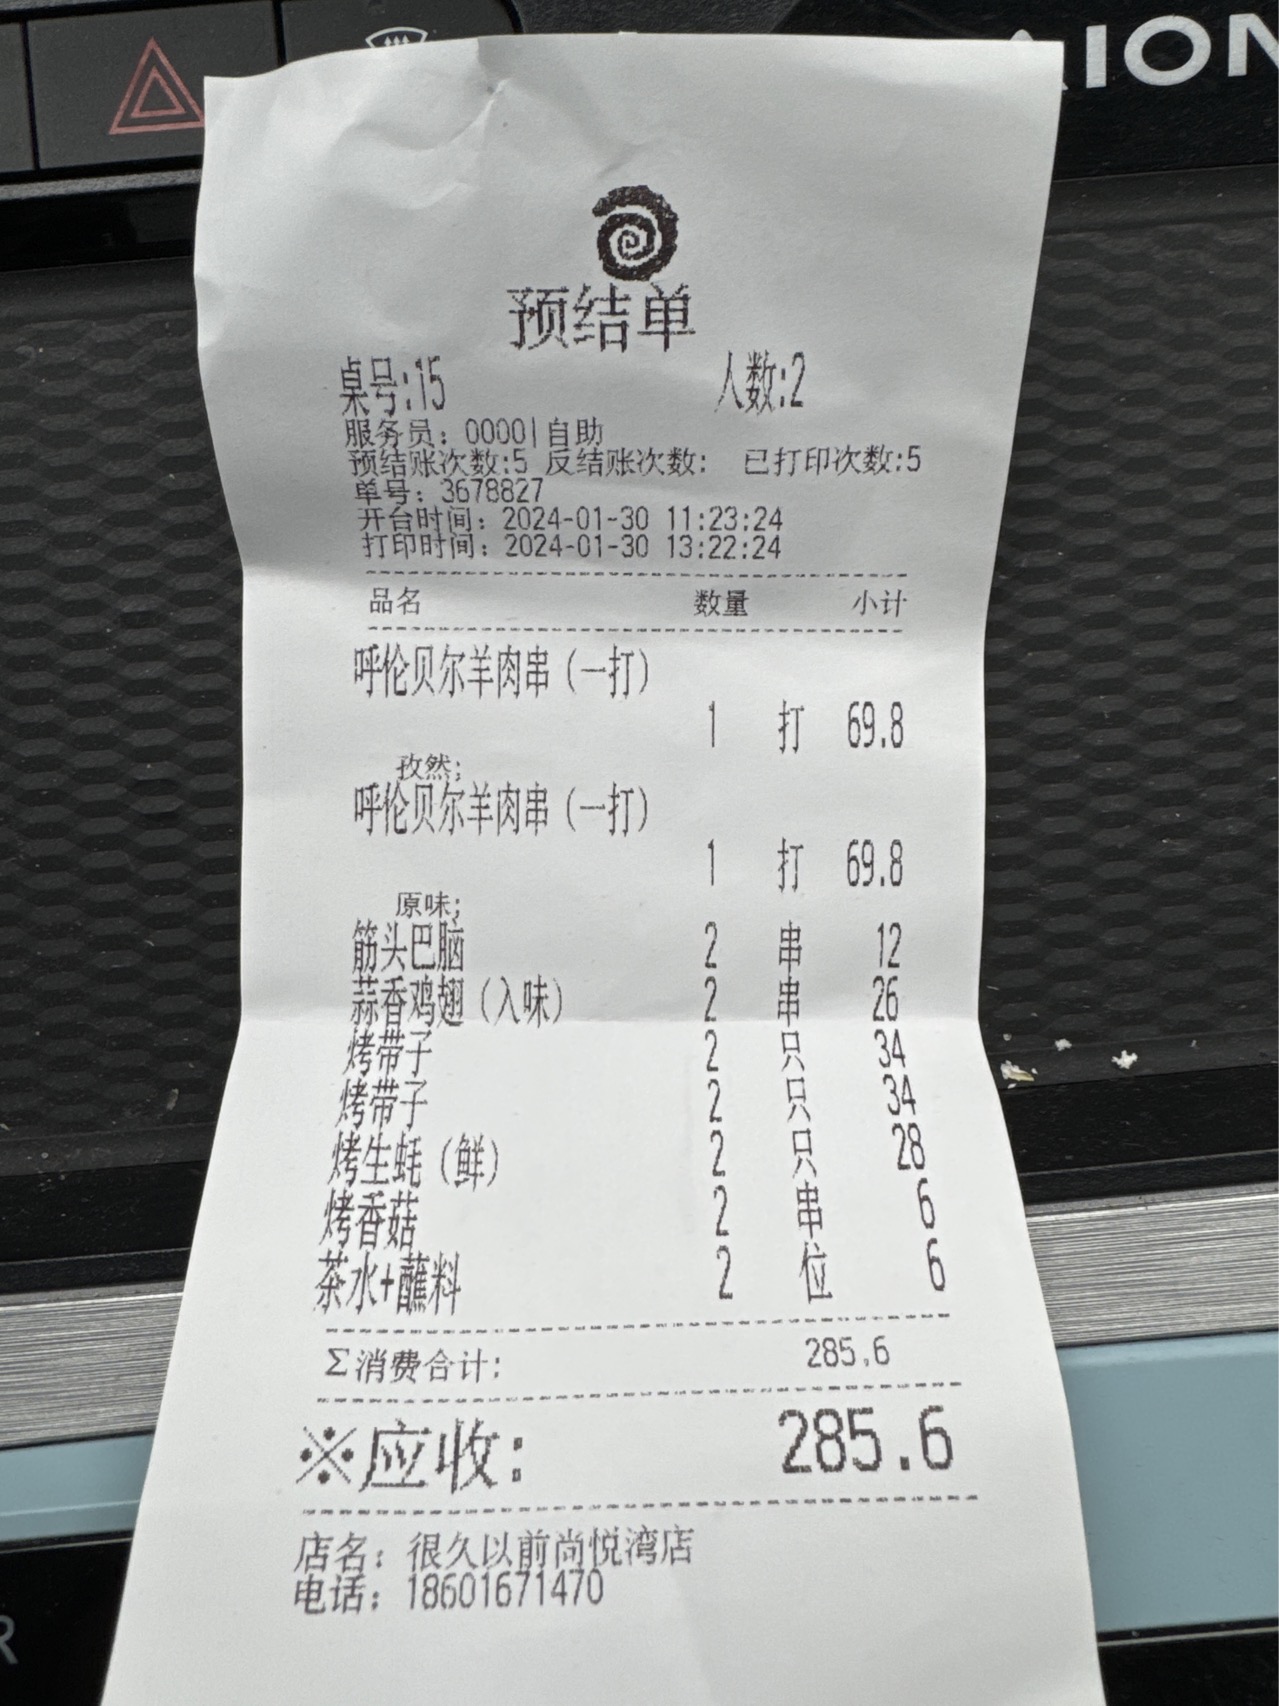 AION
预结单
桌号:15 人数:2
服务员: 0000|自助
预结账次数:5 反结账次数: 已打印次数:5
单号: 3678827
开台时间: 2024-01-30 11:23:24
打印时间: 2024-01-30 13:22:24
品名 数量 小计
呼伦贝尔羊肉串(一打)
1 打 69.8
孜然;
呼伦贝尔羊肉串(一打)
1 打 69.8
原味;
筋头巴脑 2 串 12
蒜香鸡翅(入味) 2 串 26
烤带子 2 只 34
烤带子 2 只 34
烤生蚝(鲜) 2 只 28
烤香菇 2 串 6
茶水+蘸料 2 位 6
Σ消费合计: 285.6
※应收: 285.6
店名: 很久以前尚悦湾店
电话: 18601671470
R